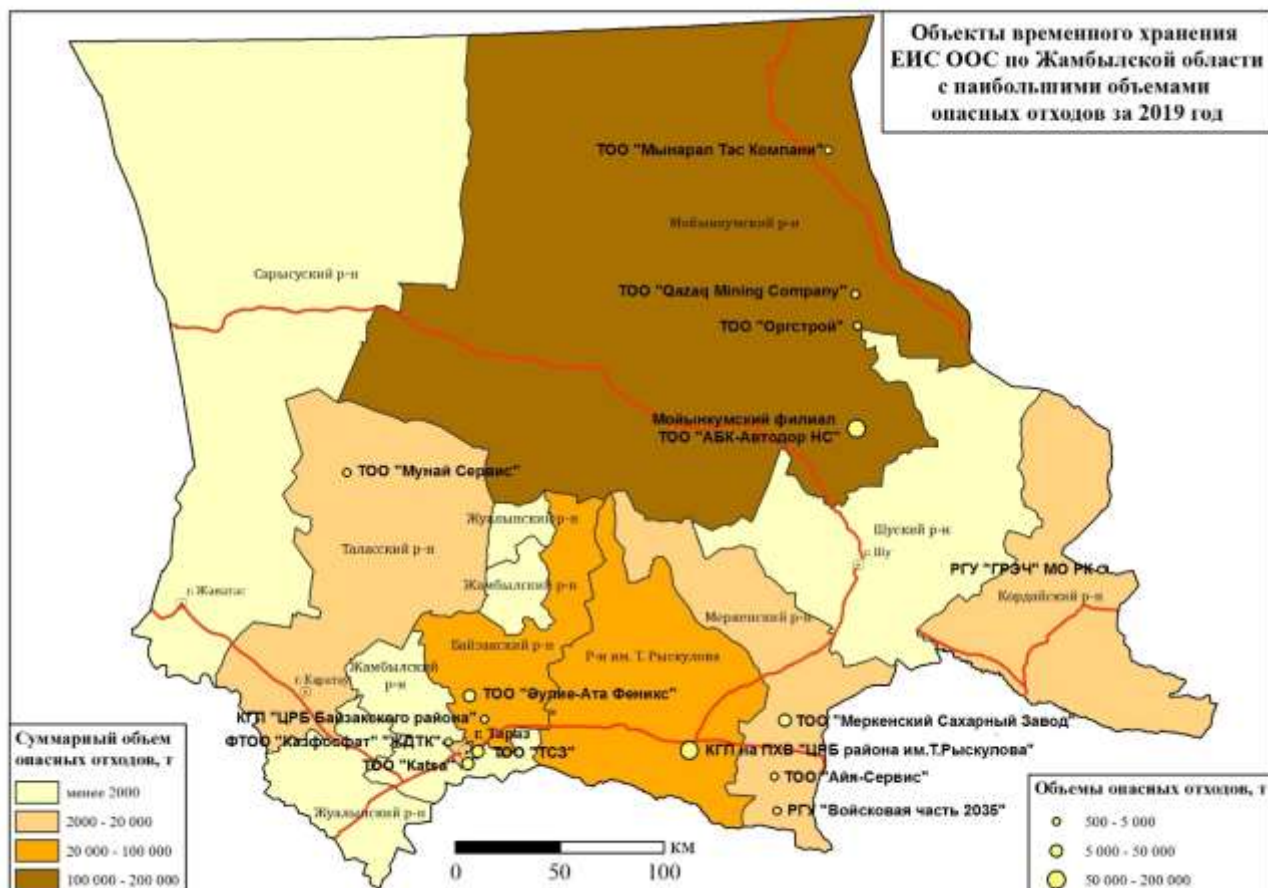 Объекты временного хранения
ЕИС ООС по Жамбылской области
с наибольшими объемами
опасных отходов за 2019 год
ТОО "Мынарал Тас Компани"
Мойынкумский р-н
Сарысуский р-н
ТОО "Qazaq Mining Company"
ТОО "Оргстрой"
Мойынкумский филиал
ТОО "АБК-Автодор НС"
ТОО "Мунай Сервис"
Жуалынский р-н
Шуский р-н
Таласский р-н
г. Шу
РГУ "ГРЭЧ" МО РК
Жамбылский р-н
г. Жанатас
Кордайский р-н
Меркенский р-н
Байзакский р-н
Р-н им. Т. Рыскулова
Жамбылский
р-н
г. Каратау
ТОО "Әулие-Ата Феникс"
КГП "ЦРБ Байзакского района"
ТОО "Меркенский Сахарный Завод"
г. Тараз
ФТОО "Казфосфат" "ЖДТК"
ТОО "ТСЗ"
КГП на ПХВ "ЦРБ района им.Т.Рыскулова"
ТОО "Katsa"
ТОО "Айя-Сервис"
РГУ "Войсковая часть 2035"
Жуалынский р-н
Суммарный объем
опасных отходов, т
менее 2000
2000 - 20 000
20 000 - 100 000
100 000 - 200 000
км
0 50 100
Объемы опасных отходов, т
500 - 5 000
5 000 - 50 000
50 000 - 200 000